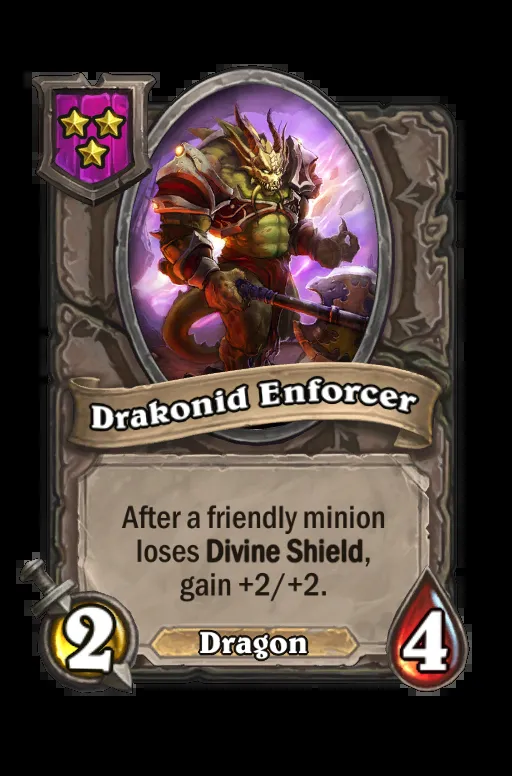 Drakonid Enforcer
After a friendly minion
loses Divine Shield,
gain +2/+2.
2
Dragon
4